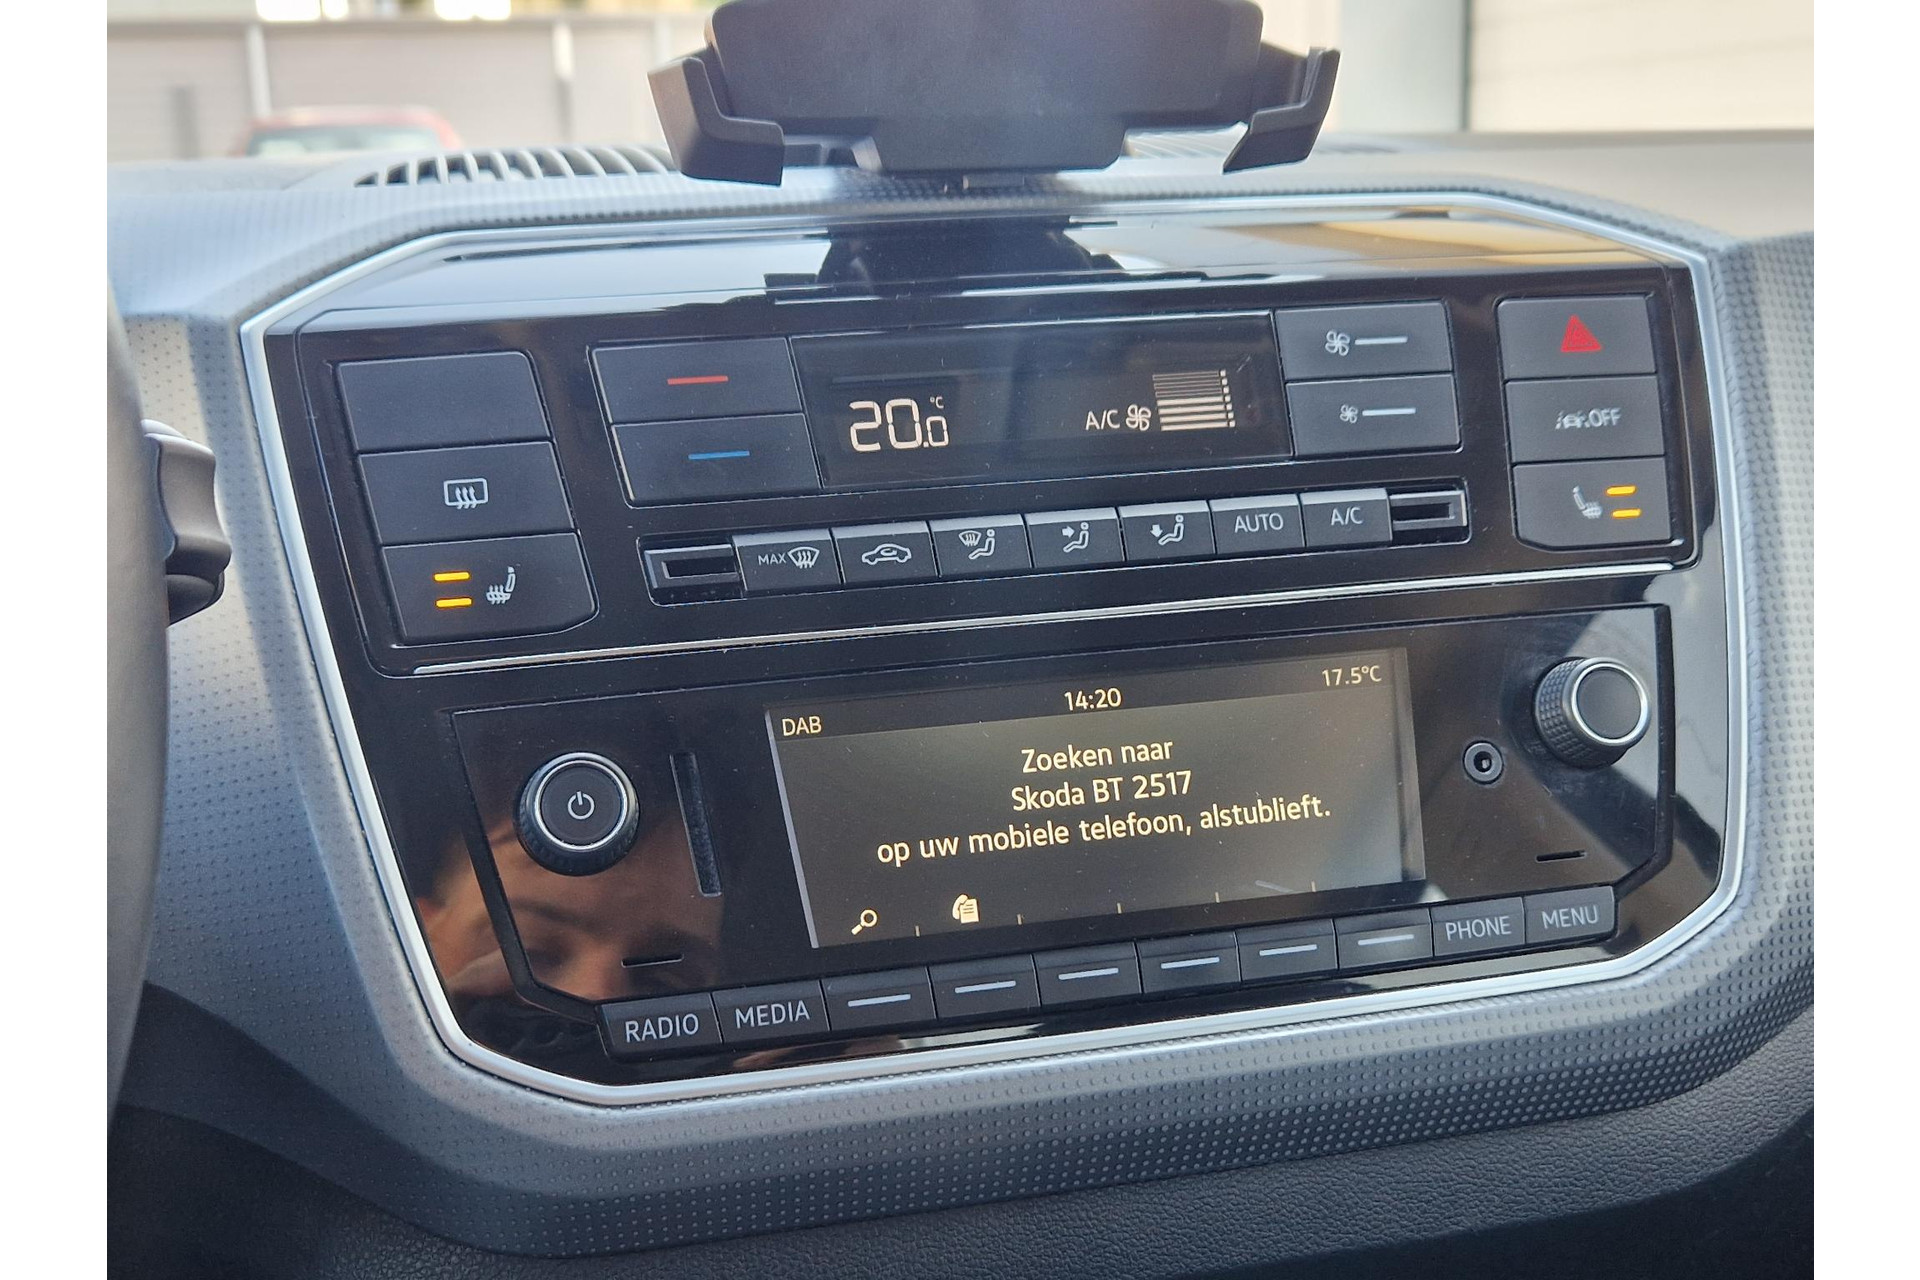 20.0 °C
A/C
OFF
MAX
AUTO
A/C
DAB
14:20
17.5°C
Zoeken naar
Skoda BT 2517
op uw mobiele telefoon, alstublieft.
RADIO
MEDIA
PHONE
MENU